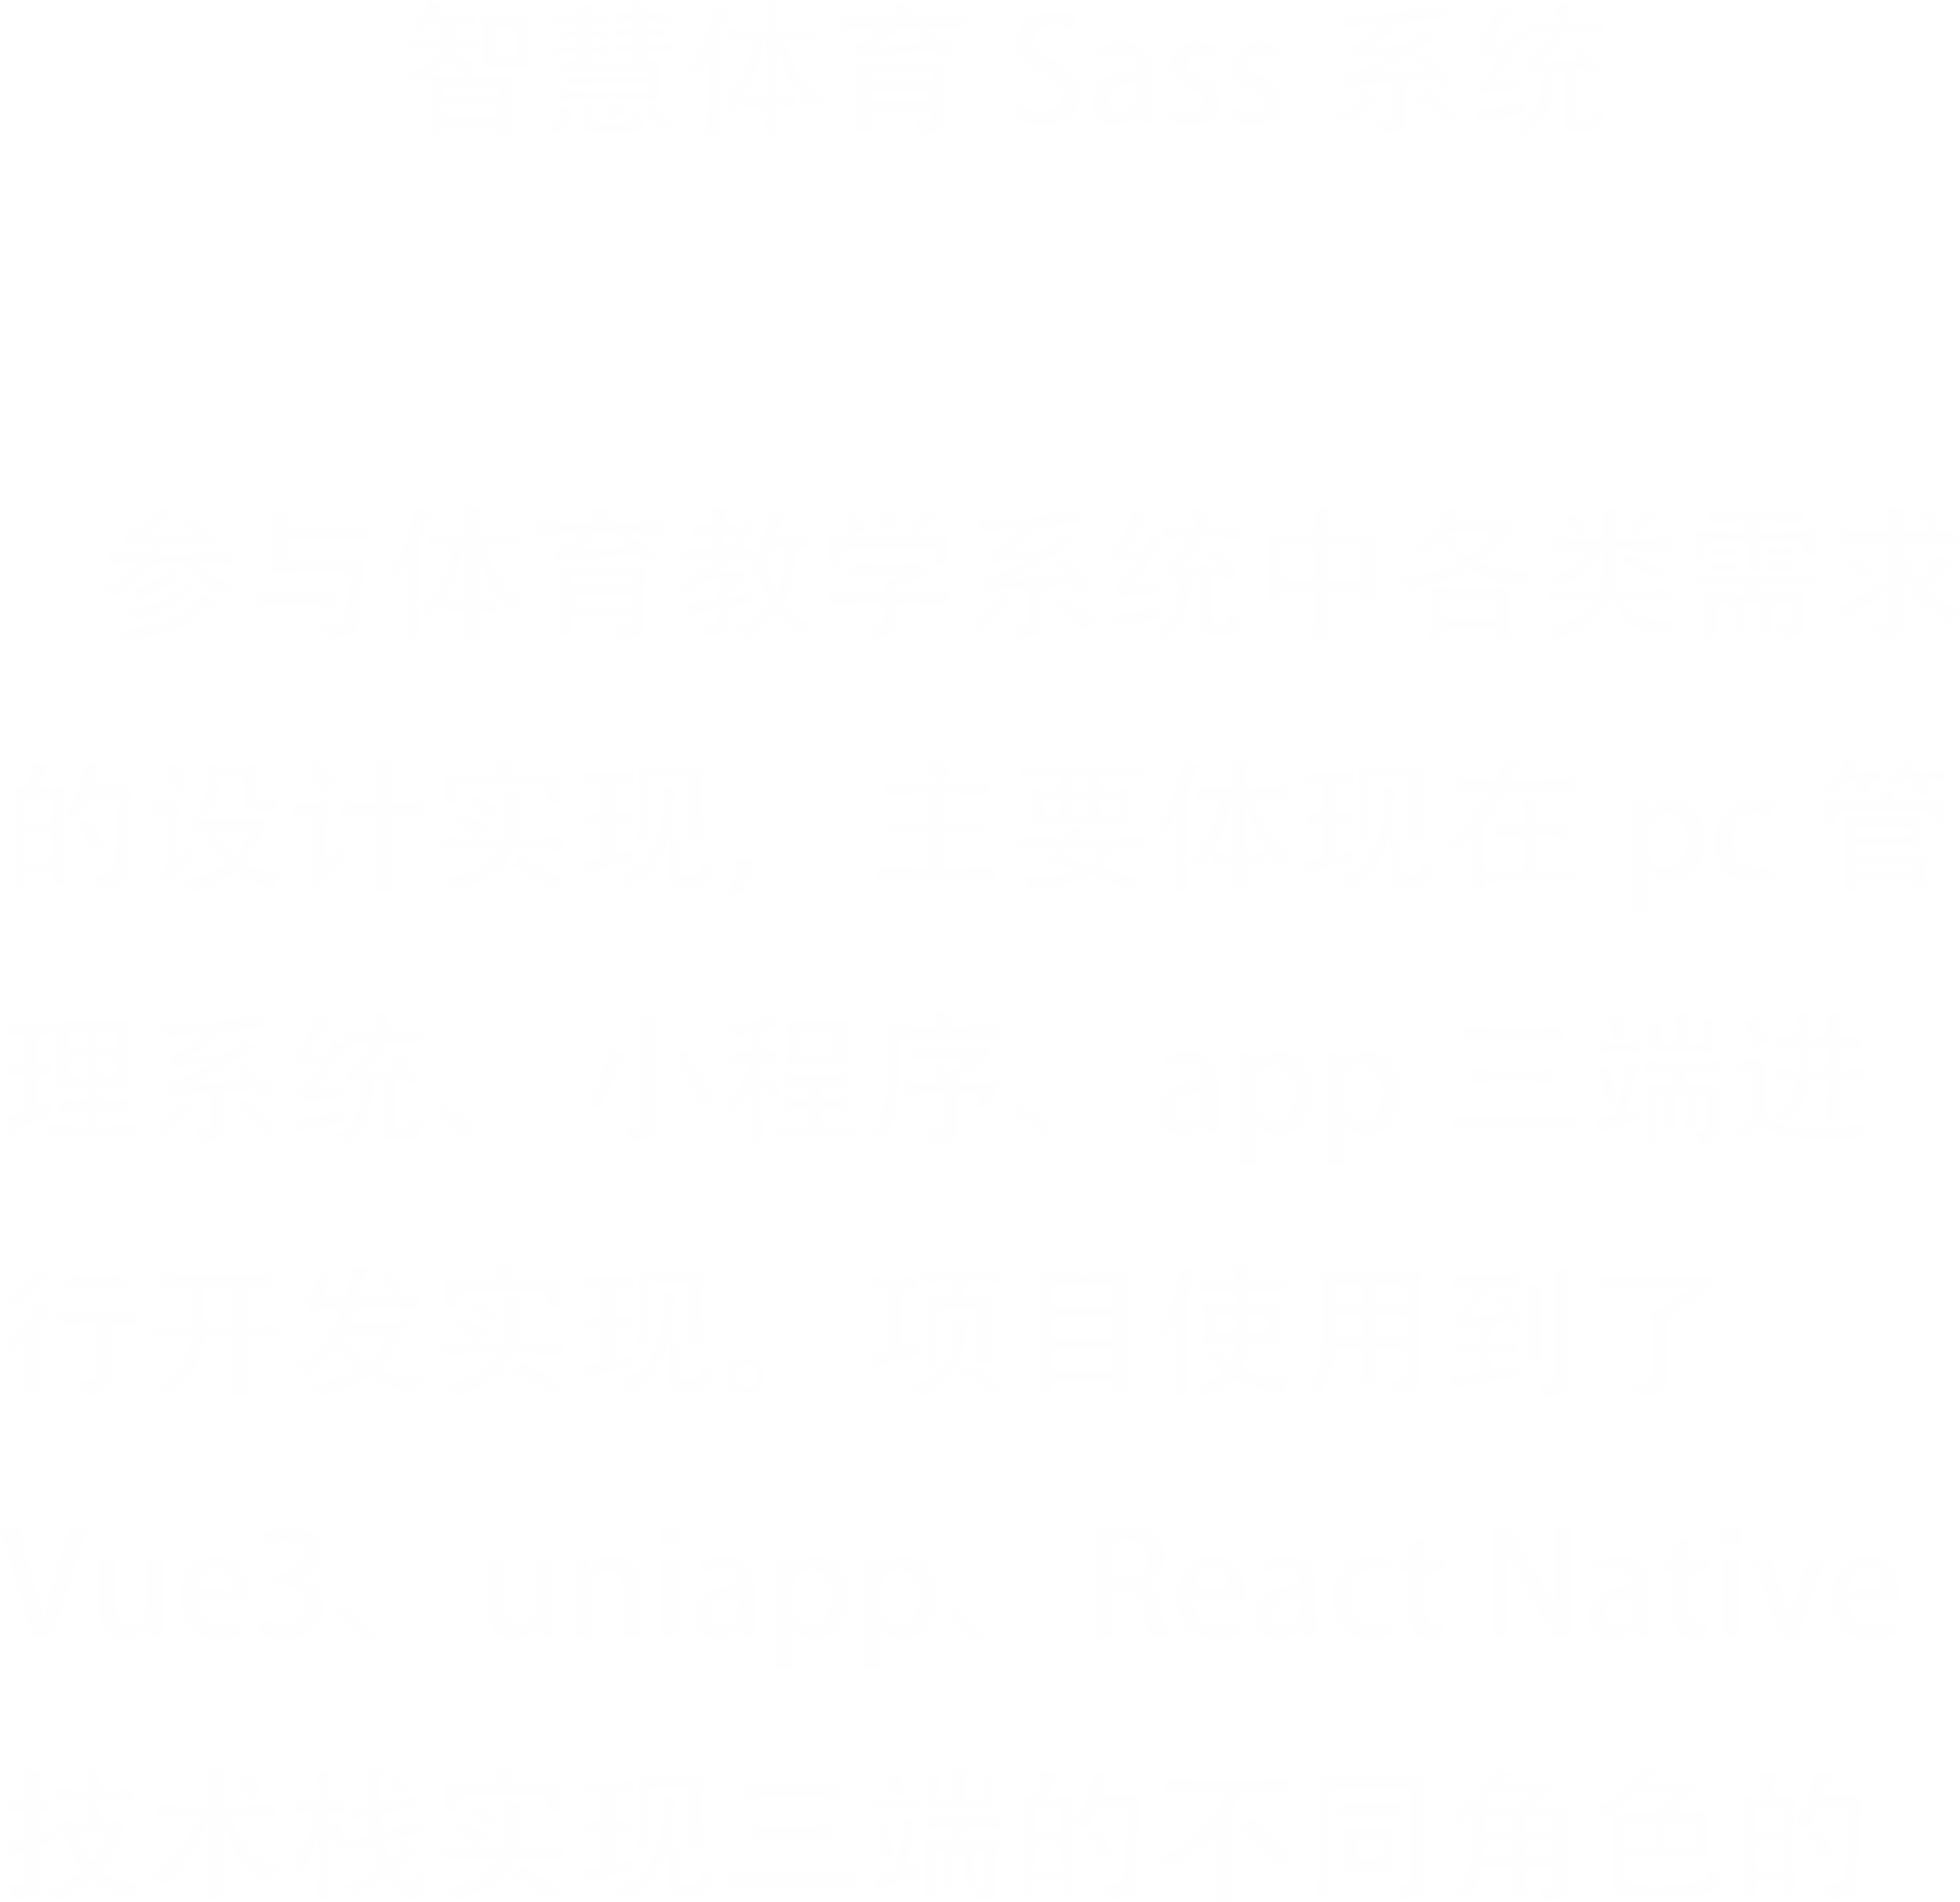 智慧体育 Sass 系统
参与体育教学系统中各类需求
的设计实现，主要体现在 pc 管
理系统、小程序、app 三端进
行开发实现。项目使用到了
Vue3、uniapp、React Native
技术栈实现三端的不同角色的